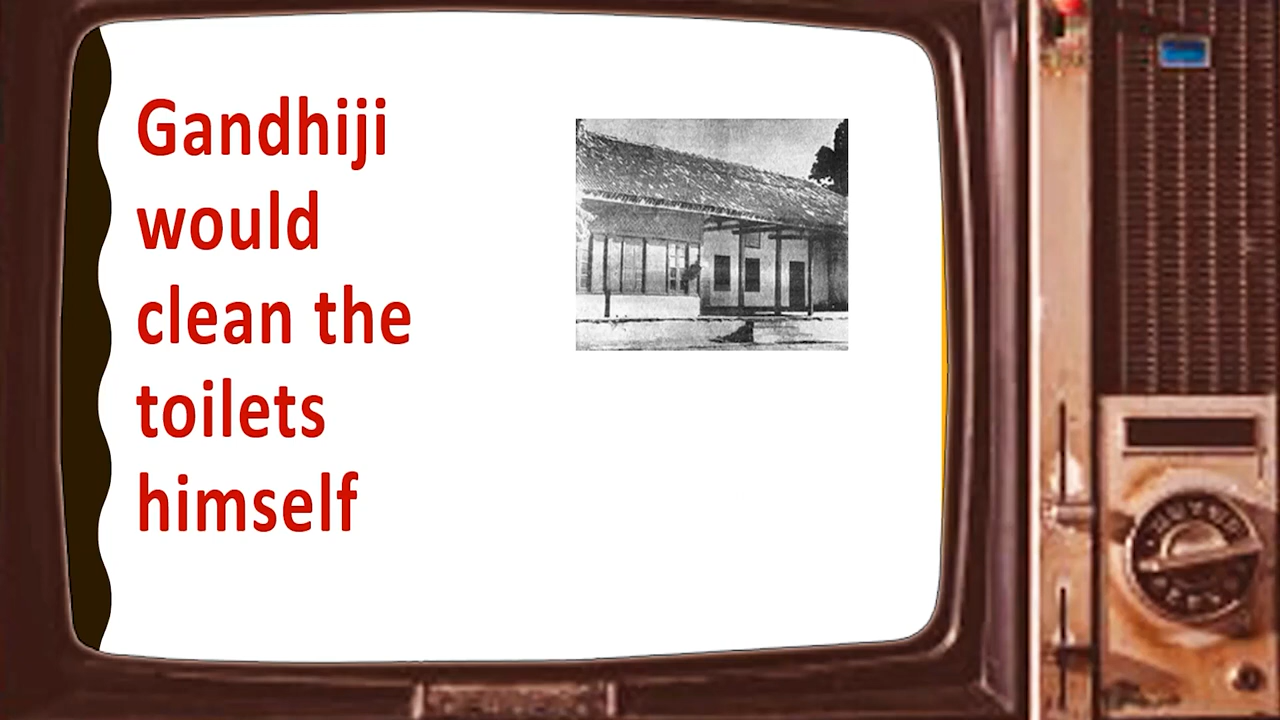 Gandhiji
would
clean the
toilets
himself